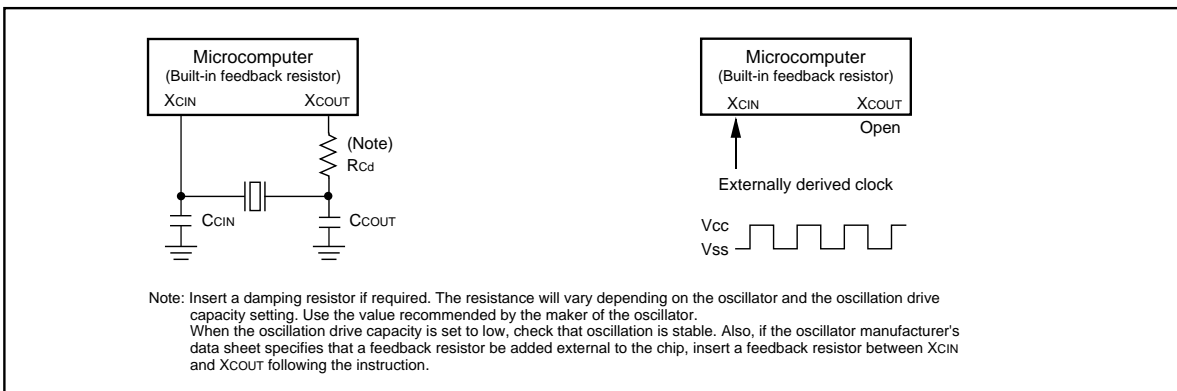 Microcomputer
(Built-in feedback resistor)
XCIN XCOUT
(Note)
RCd
CCIN CCOUT
Microcomputer
(Built-in feedback resistor)
XCIN XCOUT
Open
Externally derived clock
Vcc
Vss
Note: Insert a damping resistor if required. The resistance will vary depending on the oscillator and the oscillation drive
capacity setting. Use the value recommended by the maker of the oscillator.
When the oscillation drive capacity is set to low, check that oscillation is stable. Also, if the oscillator manufacturer's
data sheet specifies that a feedback resistor be added external to the chip, insert a feedback resistor between XCIN
and XCOUT following the instruction.